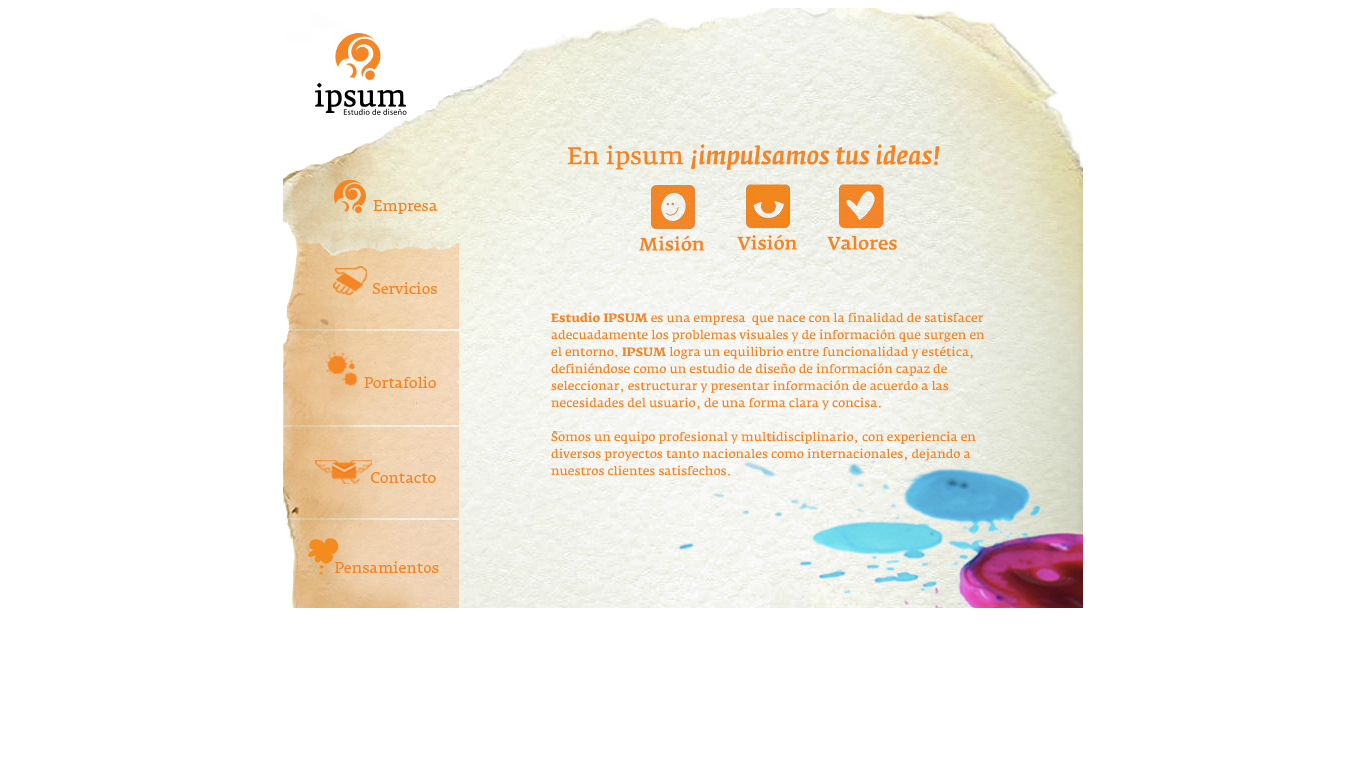 ipsum
Estudio de diseño
En ipsum ¡impulsamos tus ideas!
Empresa
Misión Visión Valores
Servicios
Portafolio
Contacto
Pensamientos
Estudio IPSUM es una empresa que nace con la finalidad de satisfacer
adecuadamente los problemas visuales y de información que surgen en
el entorno. IPSUM logra un equilibrio entre funcionalidad y estética,
definiéndose como un estudio de diseño de información capaz de
seleccionar, estructurar y presentar información de acuerdo a las
necesidades del usuario, de una forma clara y concisa.
Somos un equipo profesional y multidisciplinario, con experiencia en
diversos proyectos tanto nacionales como internacionales, dejando a
nuestros clientes satisfechos.